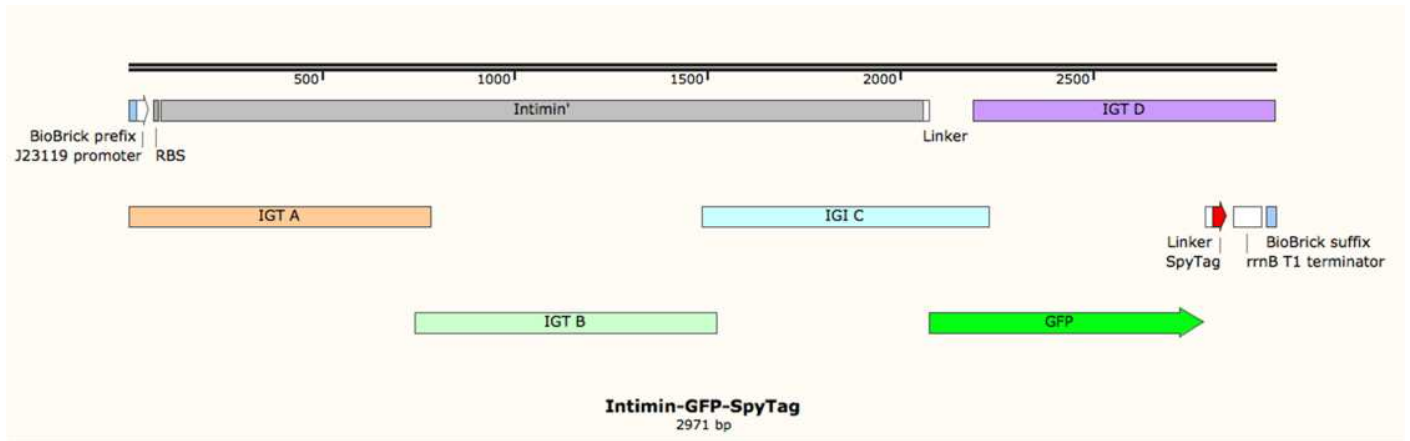 500 1000 1500 2000 2500
Intimin' IGT D
BioBrick prefix Linker
J23119 promoter RBS
IGT A IGI C
Linker BioBrick suffix
SpyTag rrnB T1 terminator
IGT B GFP
Intimin-GFP-SpyTag
2971 bp